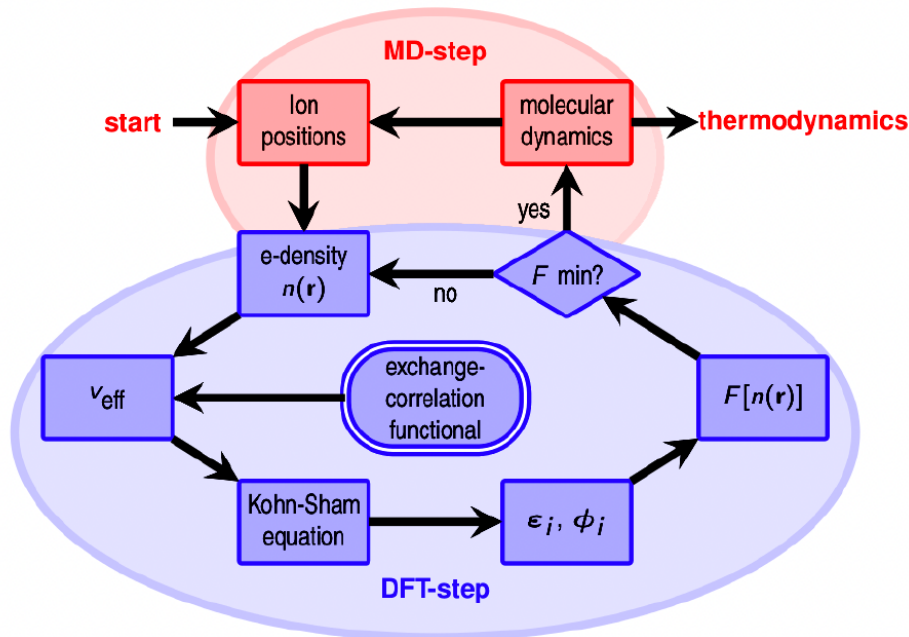 MD-step
start
Ion
positions
molecular
dynamics
thermodynamics
yes
e-density
n(r)
no
F min?
v_eff
exchange-
correlation
functional
F[n(r)]
Kohn-Sham
equation
ε_i, ϕ_i
DFT-step